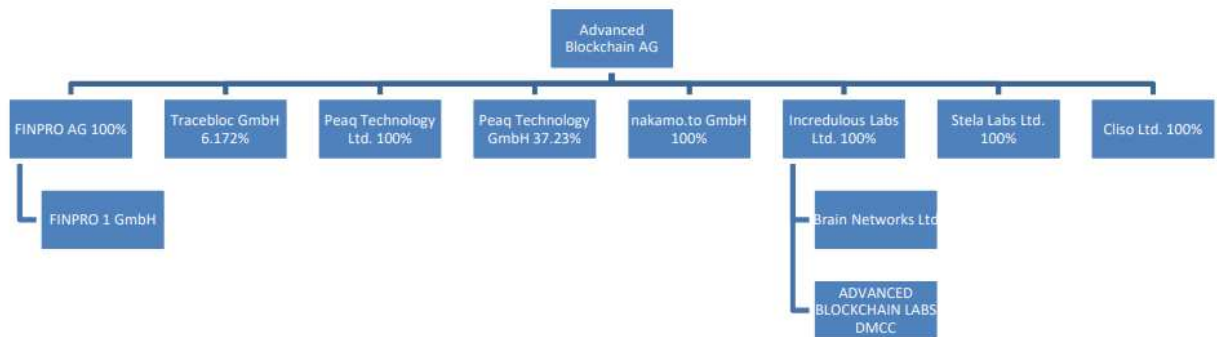 Advanced
Blockchain AG
FINPRO AG 100%
Tracebloc GmbH
6.172%
Peaq Technology
Ltd. 100%
Peaq Technology
GmbH 37.23%
nakamo.to GmbH
100%
Incredulous Labs
Ltd. 100%
Stela Labs Ltd.
100%
Cliso Ltd. 100%
FINPRO 1 GmbH
Brain Networks Ltd
ADVANCED
BLOCKCHAIN LABS
DMCC